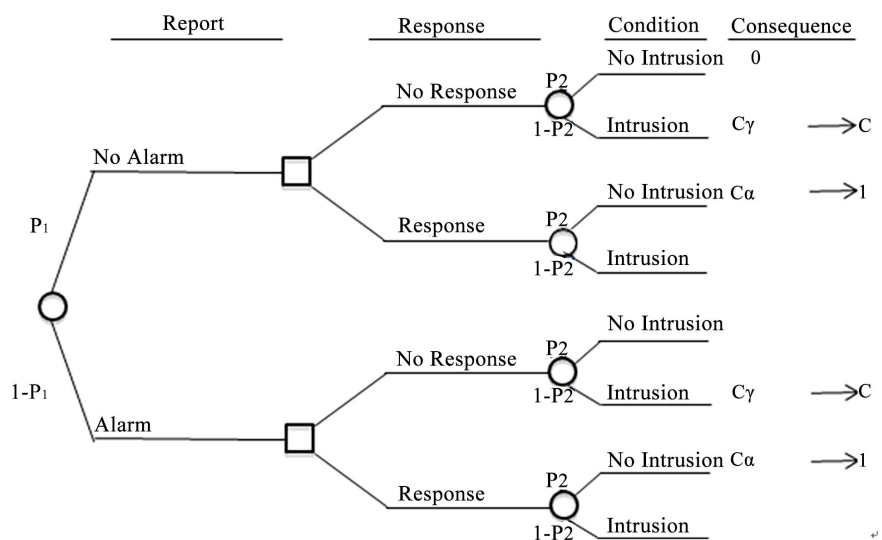 Report Response Condition Consequence
P2 No Intrusion 0
No Response
1-P2 Intrusion Cγ →C
No Alarm
No Intrusion Cα →1
P1 Response P2
1-P2 Intrusion
No Intrusion
No Response P2
1-P1 1-P2 Intrusion Cγ →C
Alarm
No Intrusion Cα →1
P2
Response
1-P2 Intrusion